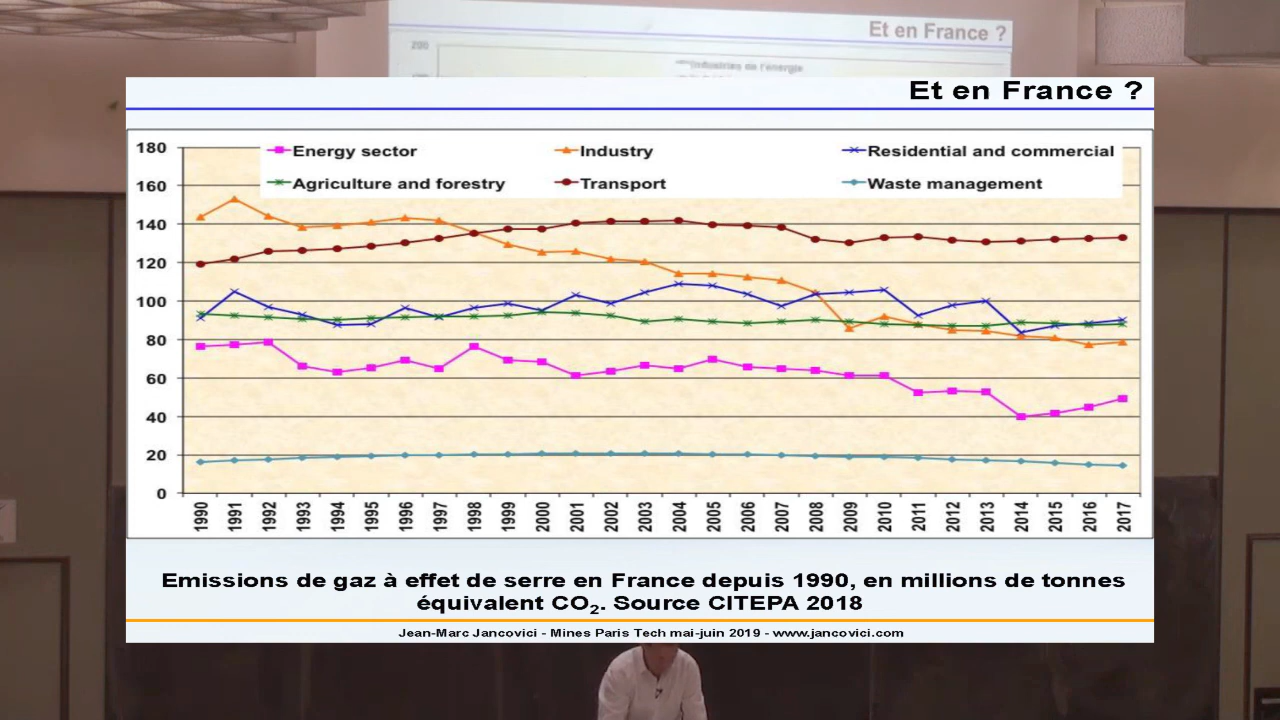 Et en France ?
200
Industries de l'énergie
Et en France ?
180
160
140
120
100
80
60
40
20
0
Energy sector
Industry
Residential and commercial
Agriculture and forestry
Transport
Waste management
1990 1991 1992 1993 1994 1995 1996 1997 1998 1999 2000 2001 2002 2003 2004 2005 2006 2007 2008 2009 2010 2011 2012 2013 2014 2015 2016 2017
Emissions de gaz à effet de serre en France depuis 1990, en millions de tonnes
équivalent CO₂. Source CITEPA 2018
Jean-Marc Jancovici - Mines Paris Tech mai-juin 2019 - www.jancovici.com